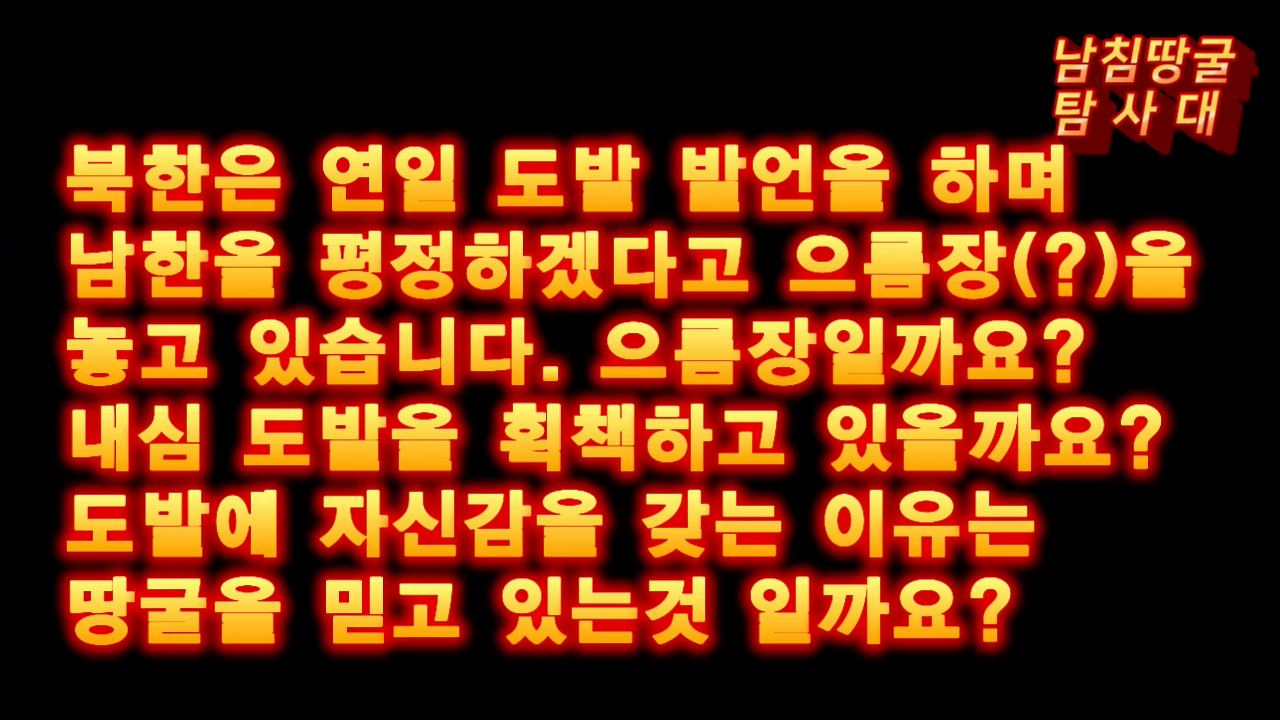 남침땅굴
탐사대
북한은 연일 도발 발언을 하며
남한을 평정하겠다고 으름장(?)을
놓고 있습니다. 으름장일까요?
내심 도발을 획책하고 있을까요?
도발에 자신감을 갖는 이유는
땅굴을 믿고 있는것 일까요?